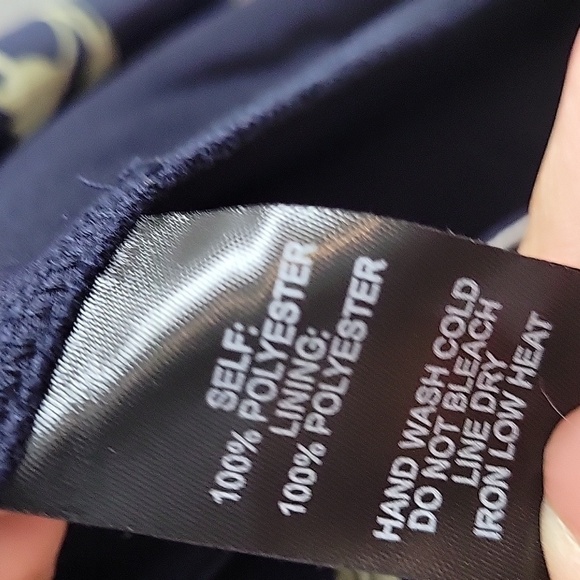 SELF:
100% POLYESTER
LINING:
100% POLYESTER
HAND WASH COLD
DO NOT BLEACH
LINE DRY
IRON LOW HEAT